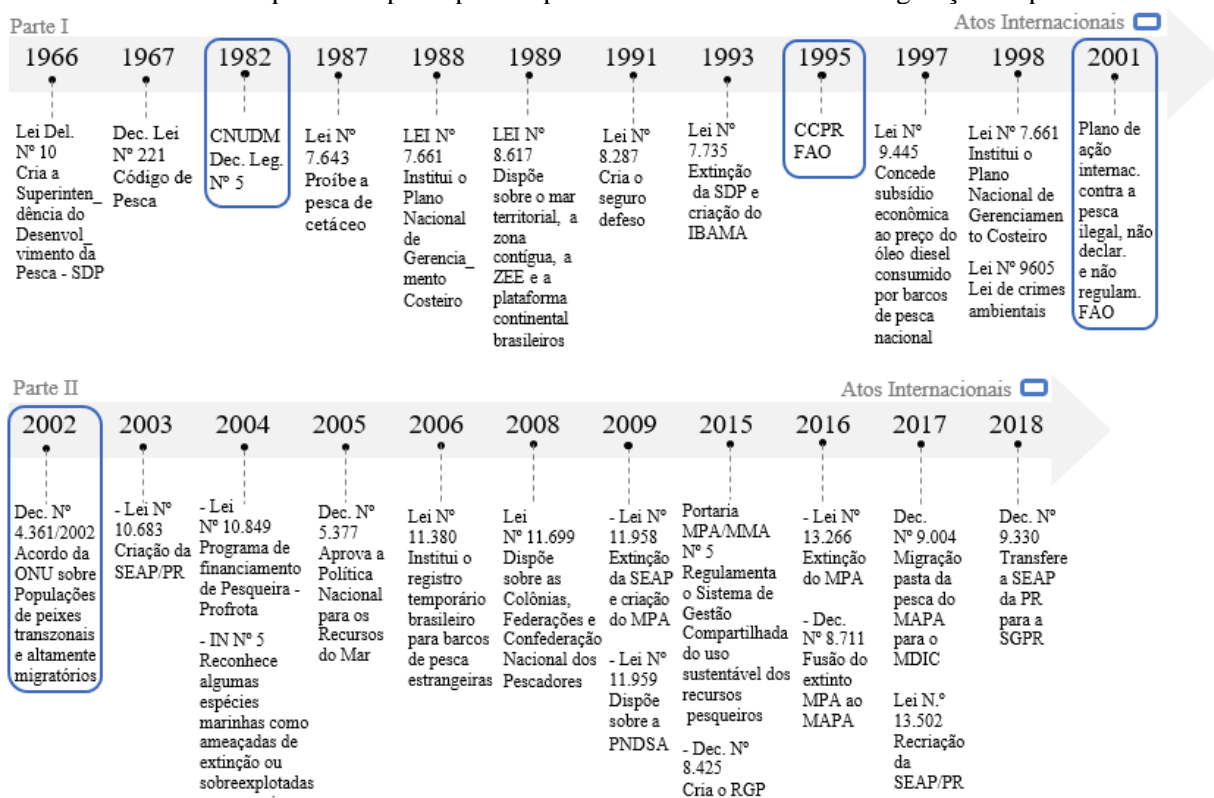 Parte I
Atos Internacionais
1966
1967
1982
1987
1988
1989
1991
1993
1995
1997
1998
2001
Lei Del.
Nº 10
Cria a
Superinten_
dência do
Desenvol_
vimento da
Pesca - SDP
Dec. Lei
Nº 221
Código de
Pesca
CNUDM
Dec. Leg.
Nº 5
Lei Nº
7.643
Proíbe a
pesca de
cetáceo
LEI Nº
7.661
Institui o
Plano
Nacional
de
Gerencia_
mento
Costeiro
LEI Nº
8.617
Dispõe
sobre o mar
territorial, a
zona
contígua, a
ZEE e a
plataforma
continental
brasileiros
Lei Nº
8.287
Cria o
seguro
defeso
Lei Nº
7.735
Extinção
da SDP e
criação do
IBAMA
CCPR
FAO
Lei Nº
9.445
Concede
subsídio
econômica
ao preço do
óleo diesel
consumido
por barcos
de pesca
nacional
Lei Nº 7.661
Institui o
Plano
Nacional de
Gerenciamen
to Costeiro
Lei Nº 9605
Lei de crimes
ambientais
Plano de
ação
internac.
contra a
pesca
ilegal, não
declar.
e não
regulam.
FAO
Parte II
Atos Internacionais
2002
2003
2004
2005
2006
2008
2009
2015
2016
2017
2018
Dec. Nº
4.361/2002
Acordo da
ONU sobre
Populações
de peixes
transzonais
e altamente
migratórios
- Lei Nº
10.683
Criação da
SEAP/PR
- Lei
Nº 10.849
Programa de
financiamento
de Pesqueira -
Profrota
- IN Nº 5
Reconhece
algumas
espécies
marinhas como
ameaçadas de
extinção ou
sobreexplotadas
Dec. Nº
5.377
Aprova a
Política
Nacional
para os
Recursos
do Mar
Lei Nº
11.380
Institui o
registro
temporário
brasileiro
para barcos
de pesca
estrangeiras
Lei
Nº 11.699
Dispõe
sobre as
Colônias,
Federações e
Confederação
Nacional dos
Pescadores
- Lei Nº
11.958
Extinção
da SEAP
e criação
do MPA
- Lei Nº
11.959
Dispõe
sobre a
PNDSA
Portaria
MPA/MMA
Nº 5
Regulamenta
o Sistema de
Gestão
Compartilhada
do uso
sustentável dos
recursos
pesqueiros
- Dec. Nº
8.425
Cria o RGP
- Lei Nº
13.266
Extinção
do MPA
- Dec.
Nº 8.711
Fusão do
extinto
MPA ao
MAPA
Dec.
Nº 9.004
Migração
pasta da
pesca do
MAPA
para o
MDIC
Lei N.º
13.502
Recriação
da
SEAP/PR
Dec. Nº
9.330
Transfere
a SEAP
da PR
para a
SGPR